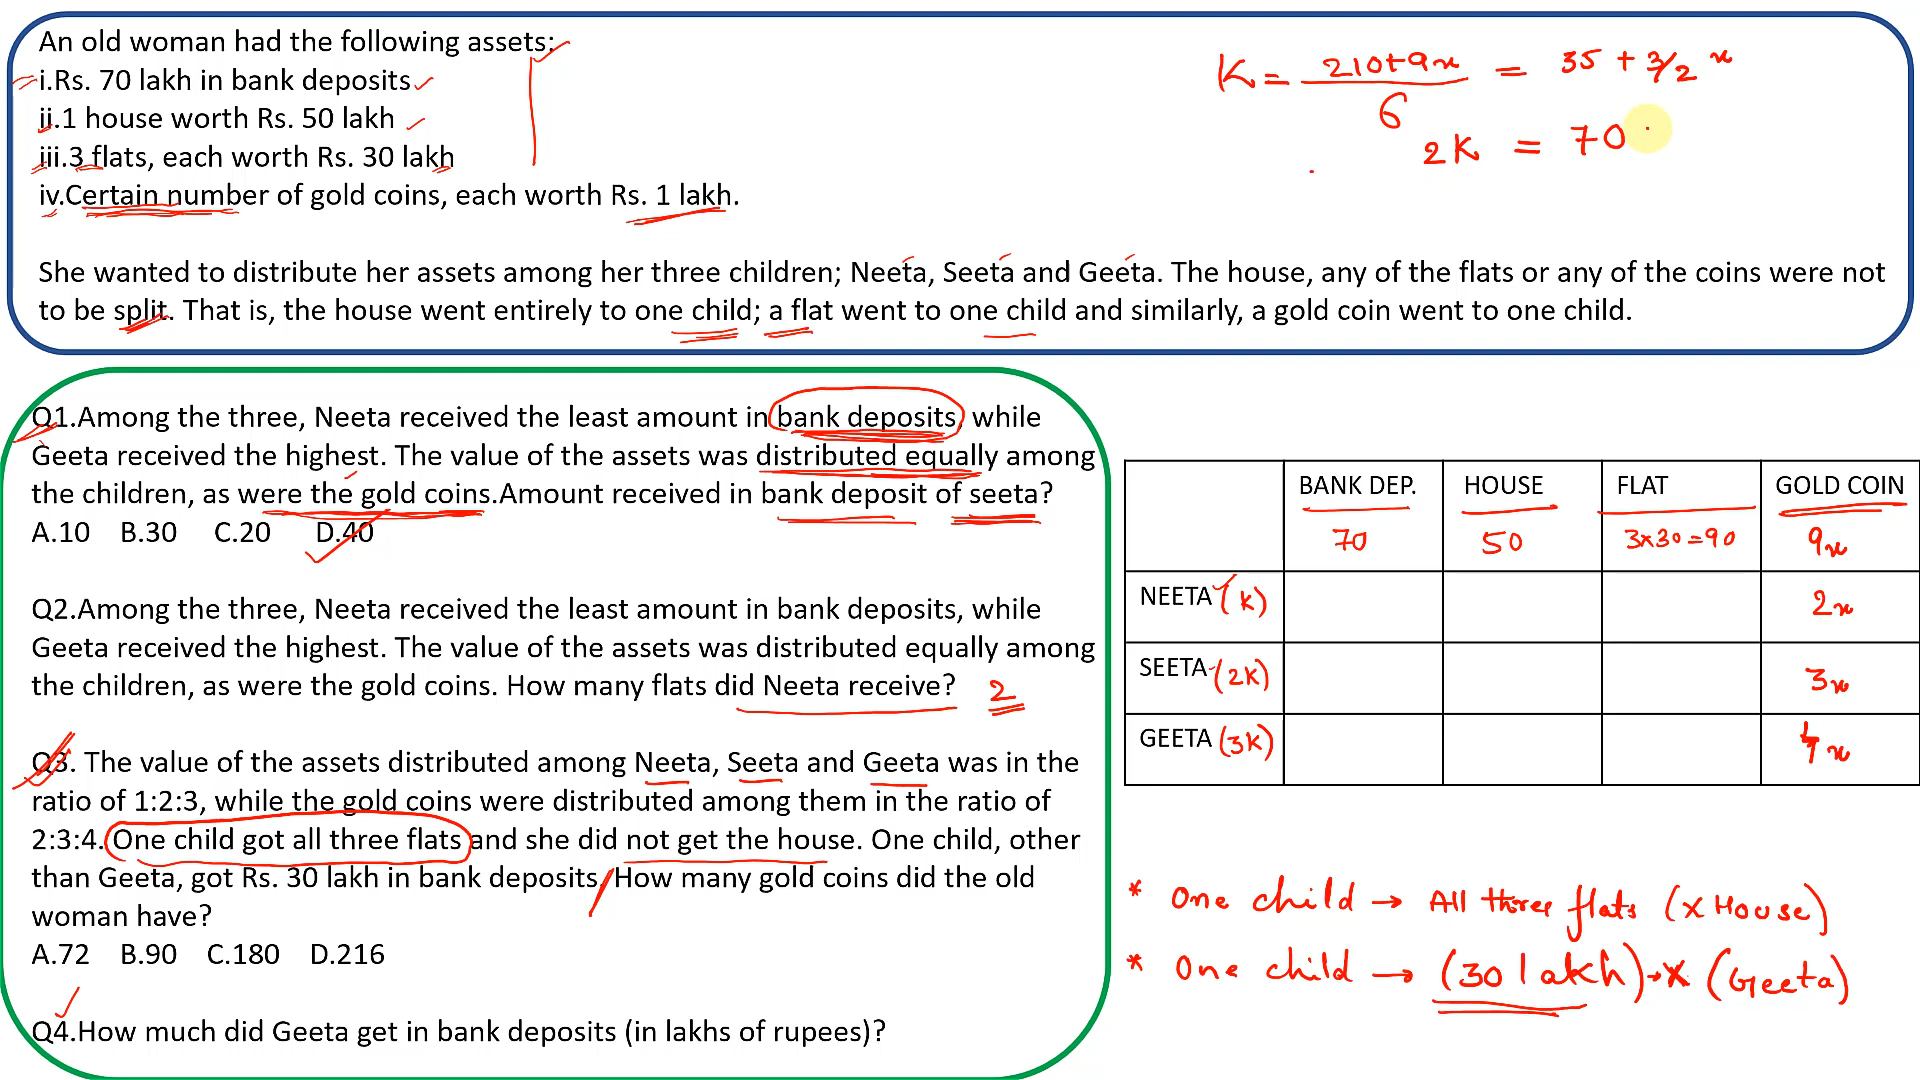 An old woman had the following assets:
i.Rs. 70 lakh in bank deposits
ii.1 house worth Rs. 50 lakh
iii.3 flats, each worth Rs. 30 lakh
iv.Certain number of gold coins, each worth Rs. 1 lakh.
K = 210+9x / 6 = 35 + 3/2 x
2K = 70
She wanted to distribute her assets among her three children; Neeta, Seeta and Geeta. The house, any of the flats or any of the coins were not
to be split. That is, the house went entirely to one child; a flat went to one child and similarly, a gold coin went to one child.
Q1.Among the three, Neeta received the least amount in bank deposits, while
Geeta received the highest. The value of the assets was distributed equally among
the children, as were the gold coins.Amount received in bank deposit of seeta?
A.10 B.30 C.20 D.40
Q2.Among the three, Neeta received the least amount in bank deposits, while
Geeta received the highest. The value of the assets was distributed equally among
the children, as were the gold coins. How many flats did Neeta receive? 2
Q3. The value of the assets distributed among Neeta, Seeta and Geeta was in the
ratio of 1:2:3, while the gold coins were distributed among them in the ratio of
2:3:4. One child got all three flats and she did not get the house. One child, other
than Geeta, got Rs. 30 lakh in bank deposits. How many gold coins did the old
woman have?
A.72 B.90 C.180 D.216
Q4.How much did Geeta get in bank deposits (in lakhs of rupees)?
BANK DEP. HOUSE FLAT GOLD COIN
70 50 3x30=90 9x
NEETA (K) 2x
SEETA (2K) 3x
GEETA (3K) 4x
* One child → All three flats (X House)
* One child → (30 lakh) → X (Geeta)